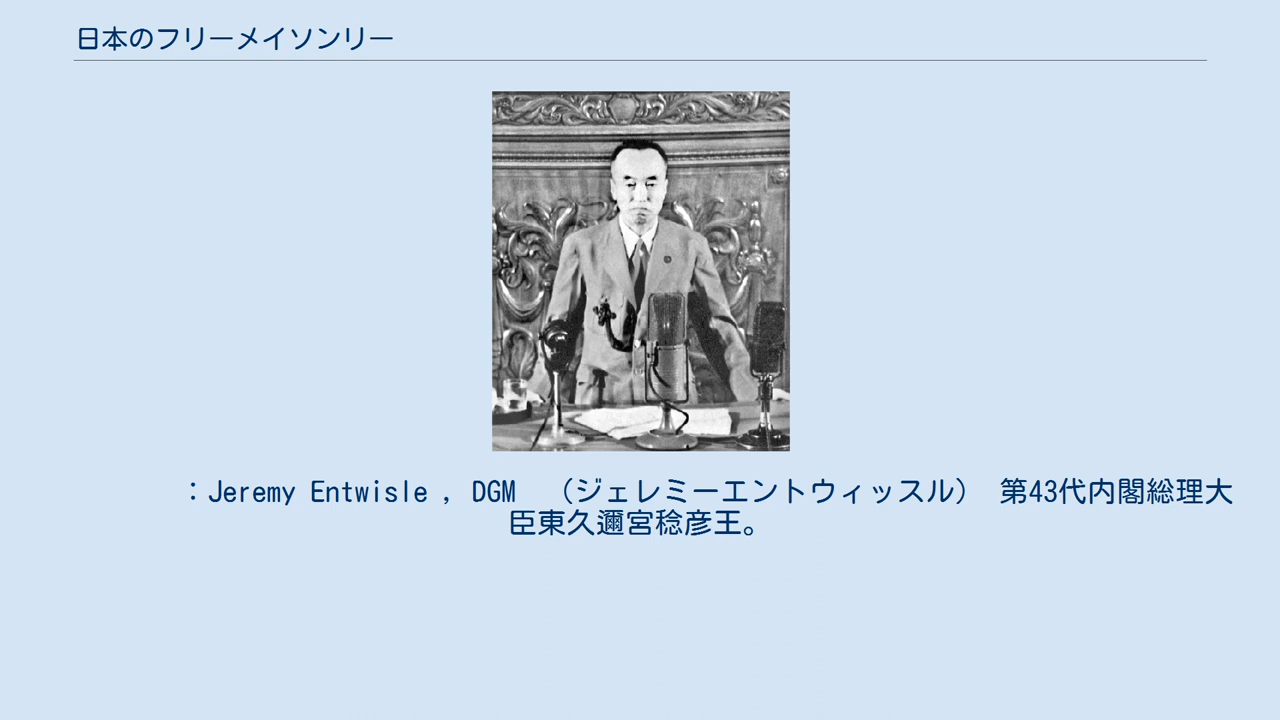 日本のフリーメイソンリー
：Jeremy Entwisle , DGM （ジェレミーエントウィッスル） 第43代内閣総理大
臣東久邇宮稔彦王。